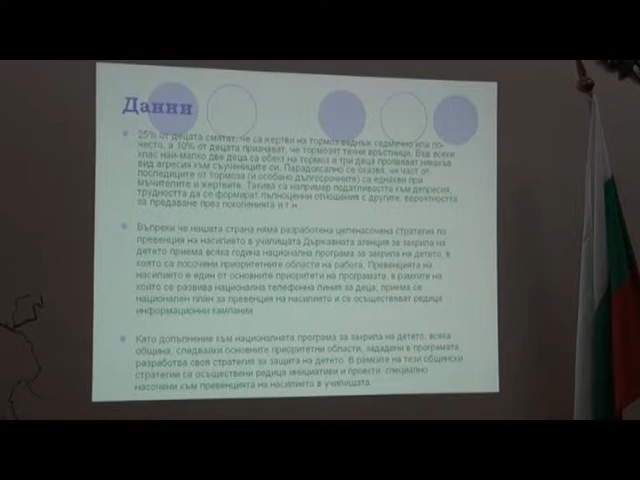 Данни
25% от децата смятат, че са жертви на тормоз веднъж седмично или по-
често, а 10% от децата признават, че тормозят техни връстници. Във всеки
клас най-малко две деца са обект на тормоз и три деца проявяват някакъв
вид агресия към съучениците си. Парадоксално се оказва, че част от
последиците от тормоза (и особено дългосрочните) са еднакви при
мъчителите и жертвите. Такива са например податливостта към депресия,
трудността да се формират пълноценни отношения с другите, вероятността
за предаване през поколенията и т.н.
Въпреки че нашата страна няма разработена целенасочена стратегия по
превенция на насилието в училищата Държавната агенция за закрила на
детето приема всяка година национална програма за закрила на детето, в
която са посочени приоритетните области на работа. Превенцията на
насилието е един от основните приоритети на програмата, в рамките на
който се развива национална телефонна линия за деца; приема се
национален план за превенция на насилието и се осъществяват редица
информационни кампании.
Като допълнение към националната програма за закрила на детето, всяка
община, следвайки основните приоритетни области, зададени в програмата,
разработва своя стратегия за защита на детето. В рамките на тези общински
стратегии са осъществени редица инициативи и проекти, специално
насочени към превенцията на насилието в училищата.